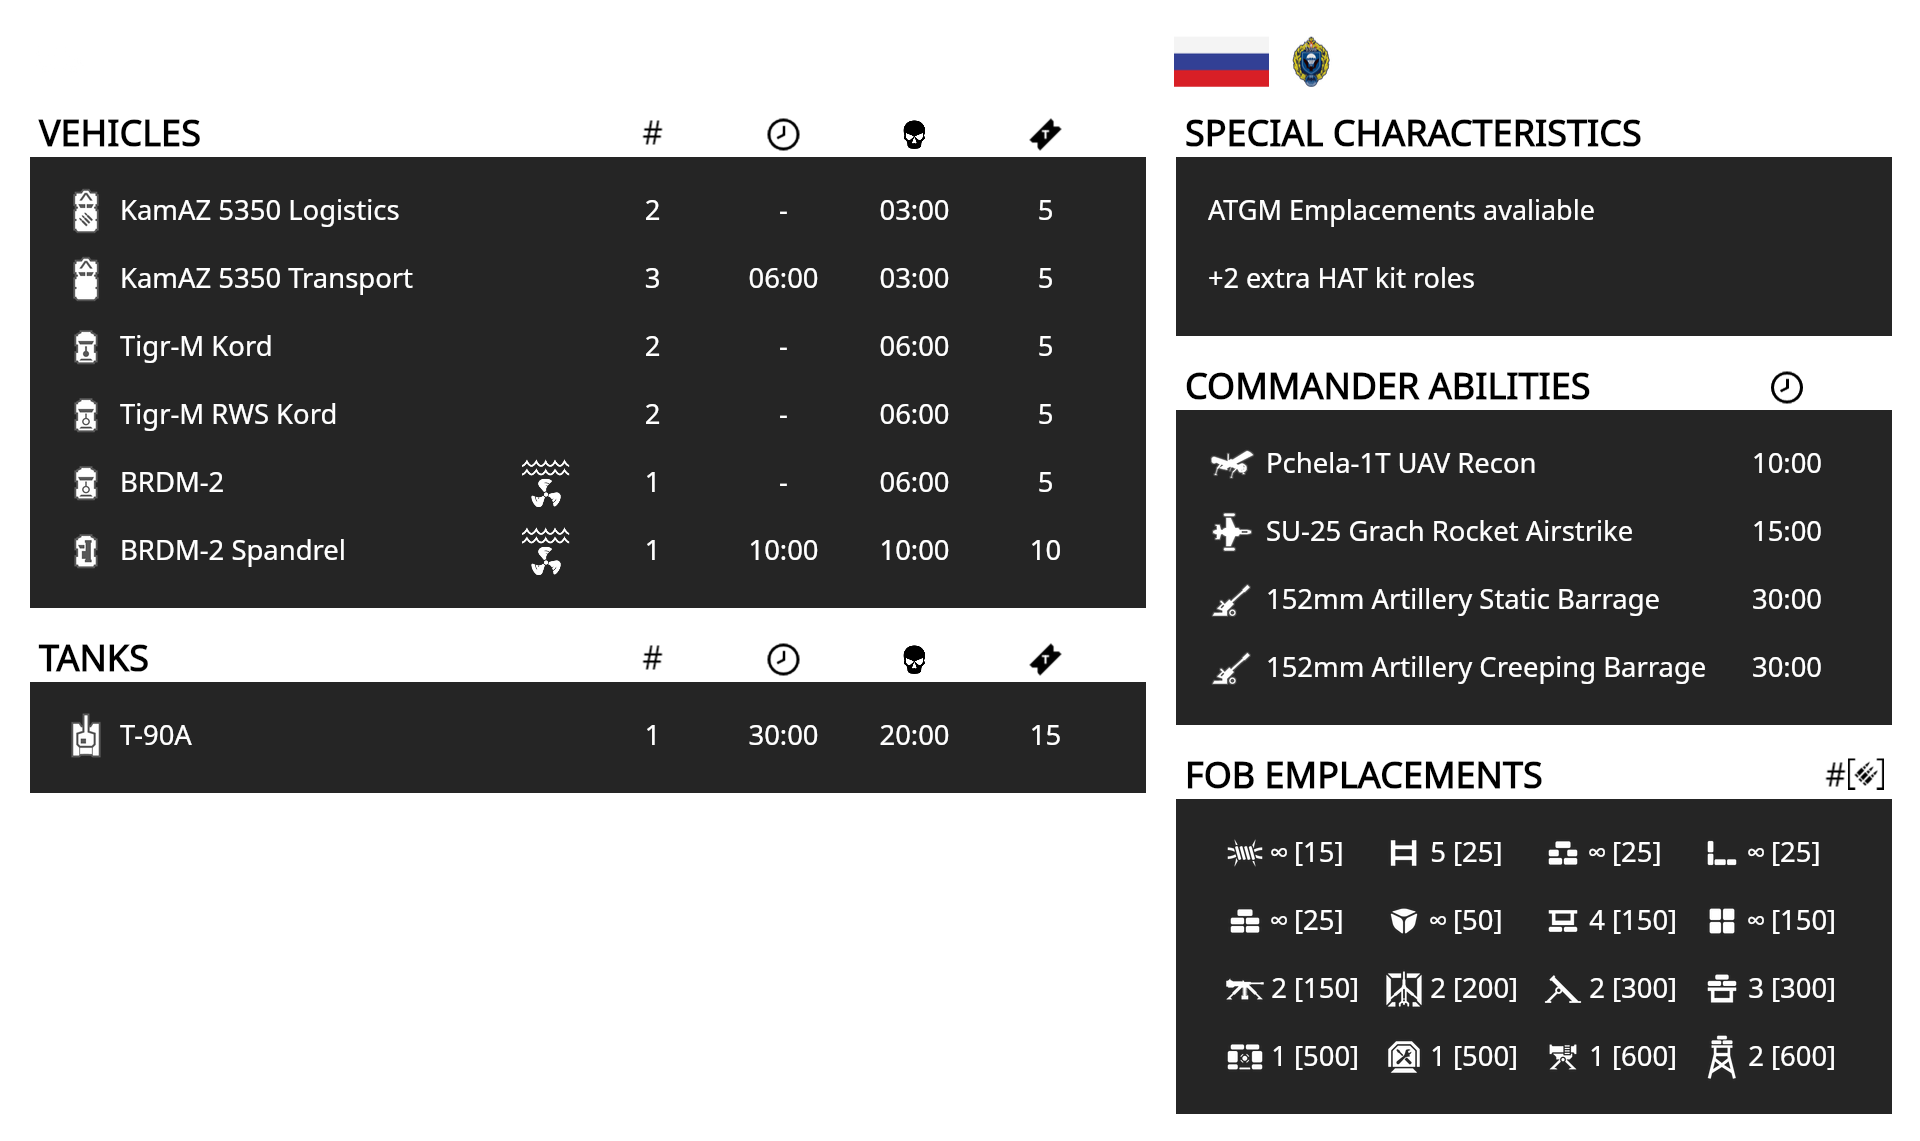 VEHICLES #
KamAZ 5350 Logistics 2 - 03:00 5
KamAZ 5350 Transport 3 06:00 03:00 5
Tigr-M Kord 2 - 06:00 5
Tigr-M RWS Kord 2 - 06:00 5
BRDM-2 1 - 06:00 5
BRDM-2 Spandrel 1 10:00 10:00 10
TANKS #
T-90A 1 30:00 20:00 15
SPECIAL CHARACTERISTICS
ATGM Emplacements avaliable
+2 extra HAT kit roles
COMMANDER ABILITIES
Pchela-1T UAV Recon 10:00
SU-25 Grach Rocket Airstrike 15:00
152mm Artillery Static Barrage 30:00
152mm Artillery Creeping Barrage 30:00
FOB EMPLACEMENTS #[]
∞ [15] 5 [25] ∞ [25] ∞ [25]
∞ [25] ∞ [50] 4 [150] ∞ [150]
2 [150] 2 [200] 2 [300] 3 [300]
1 [500] 1 [500] 1 [600] 2 [600]